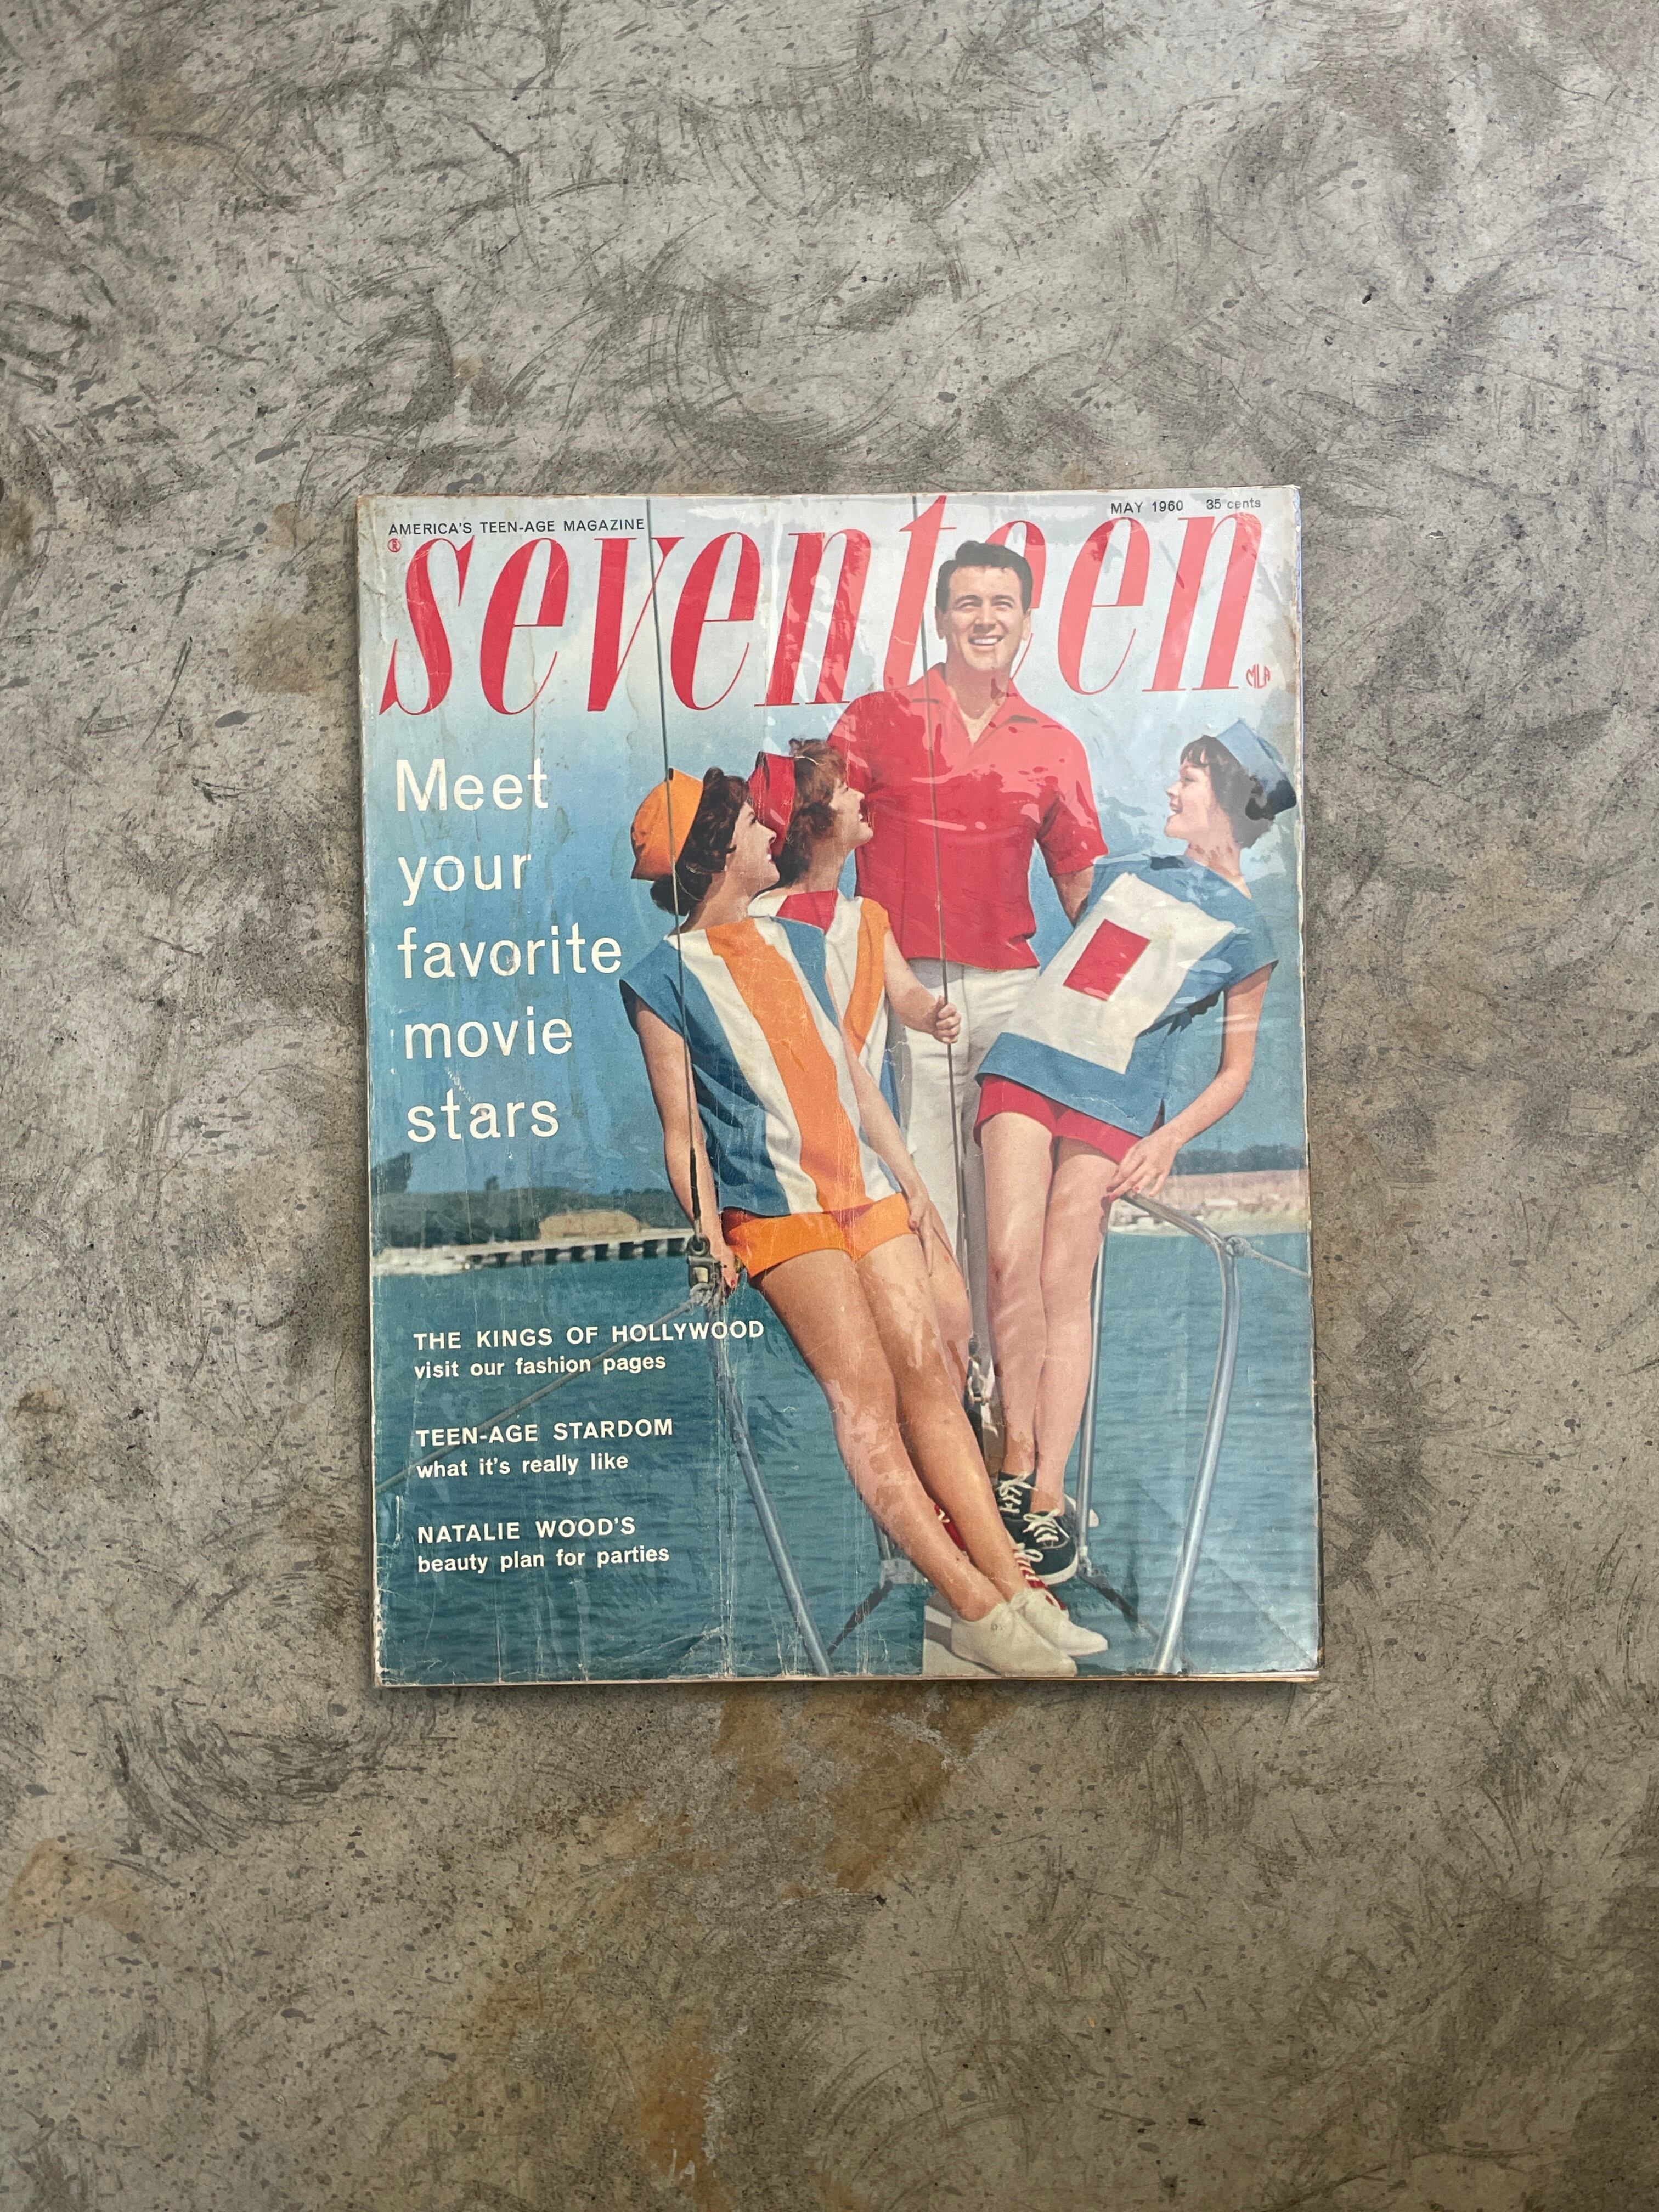 AMERICA'S TEEN-AGE MAGAZINE
MAY 1960 35 cents
®
seventeen
MLA
Meet
your
favorite
movie
stars
THE KINGS OF HOLLYWOOD
visit our fashion pages
TEEN-AGE STARDOM
what it's really like
NATALIE WOOD'S
beauty plan for parties